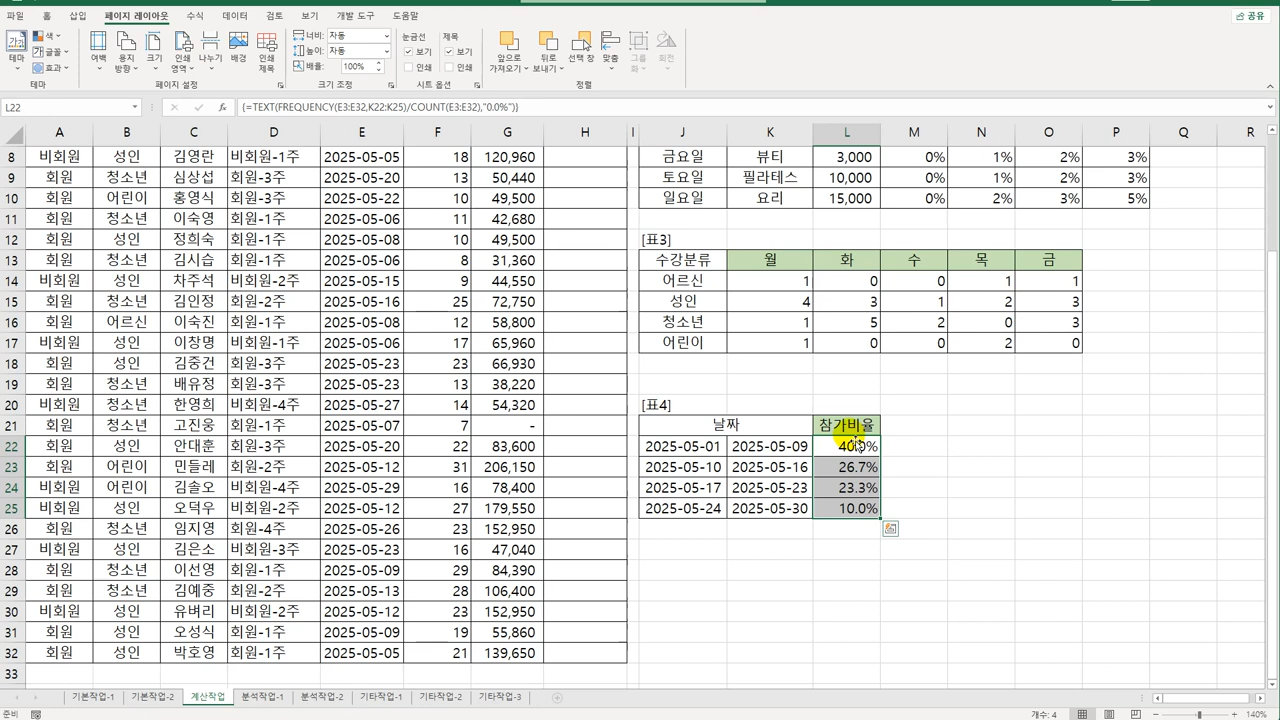 파일 홈 삽입 페이지 레이아웃 수식 데이터 검토 보기 개발 도구 도움말 공유
테마 색 글꼴 효과 여백 용지 방향 크기 인쇄 영역 나누기 배경 인쇄 제목 너비: 자동 높이: 자동 배율: 100% 눈금선 보기 인쇄 제목 보기 인쇄 앞으로 가져오기 뒤로 보내기 선택 창 맞춤 그룹화 회전
테마 페이지 설정 크기 조정 시트 옵션 정렬
L22 fx {=TEXT(FREQUENCY(E3:E32,K22:K25)/COUNT(E3:E32),"0.0%")}
A B C D E F G H I J K L M N O P Q R
8 비회원 성인 김영란 비회원-1주 2025-05-05 18 120,960 금요일 뷰티 3,000 0% 1% 2% 3%
9 회원 청소년 심상섭 회원-3주 2025-05-20 13 50,440 토요일 필라테스 10,000 0% 1% 2% 3%
10 회원 어린이 홍영식 회원-3주 2025-05-22 10 49,500 일요일 요리 15,000 0% 2% 3% 5%
11 회원 청소년 이숙영 회원-1주 2025-05-06 11 42,680
12 회원 성인 정희숙 회원-1주 2025-05-08 10 49,500 [표3]
13 회원 청소년 김시습 회원-1주 2025-05-06 8 31,360 수강분류 월 화 수 목 금
14 비회원 성인 차주석 비회원-2주 2025-05-15 9 44,550 어르신 1 0 0 1 1
15 회원 청소년 김인정 회원-2주 2025-05-16 25 72,750 성인 4 3 1 2 3
16 회원 어르신 이숙진 회원-1주 2025-05-08 12 58,800 청소년 1 5 2 0 3
17 비회원 성인 이창명 비회원-1주 2025-05-06 17 65,960 어린이 1 0 0 2 0
18 회원 성인 김중건 회원-3주 2025-05-23 23 66,930
19 회원 청소년 배유정 회원-3주 2025-05-23 13 38,220
20 비회원 청소년 한영희 비회원-4주 2025-05-27 14 54,320 [표4]
21 회원 청소년 고진웅 회원-1주 2025-05-07 7 - 날짜 참가비율
22 회원 성인 안대훈 회원-3주 2025-05-20 22 83,600 2025-05-01 2025-05-09 40.0%
23 회원 어린이 민들레 회원-2주 2025-05-12 31 206,150 2025-05-10 2025-05-16 26.7%
24 비회원 어린이 김솔오 비회원-4주 2025-05-29 16 78,400 2025-05-17 2025-05-23 23.3%
25 비회원 성인 오덕우 비회원-2주 2025-05-12 27 179,550 2025-05-24 2025-05-30 10.0%
26 회원 청소년 임지영 회원-4주 2025-05-26 23 152,950
27 비회원 성인 김은소 비회원-3주 2025-05-23 16 47,040
28 회원 청소년 이선영 회원-1주 2025-05-09 29 84,390
29 회원 청소년 김예중 회원-2주 2025-05-13 28 106,400
30 비회원 성인 유벼리 비회원-2주 2025-05-12 23 152,950
31 회원 성인 오성식 회원-1주 2025-05-09 19 55,860
32 회원 성인 박호영 회원-1주 2025-05-05 21 139,650
33
기본작업-1 기본작업-2 계산작업 분석작업-1 분석작업-2 기타작업-1 기타작업-2 기타작업-3
준비 개수: 4 140%